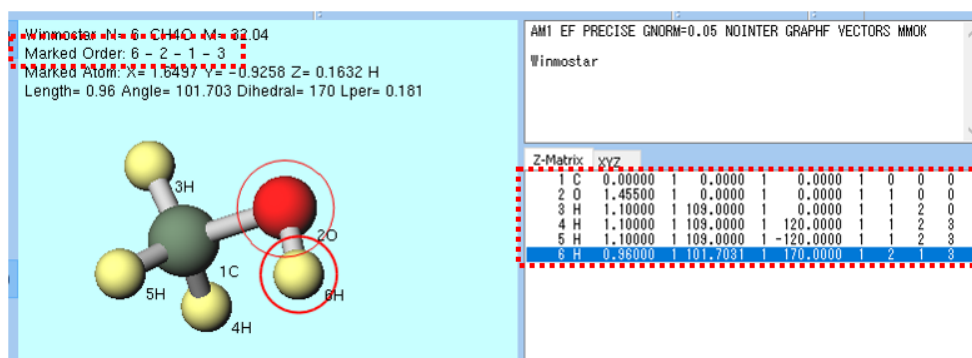 Winmostar N= 6 CH4O M= 32.04
Marked Order: 6 - 2 - 1 - 3
Marked Atom: X= 1.6497 Y= -0.9258 Z= 0.1632 H
Length= 0.96 Angle= 101.703 Dihedral= 170 Lper= 0.181
3H
2O
1C
6H
5H
4H
AM1 EF PRECISE GNORM=0.05 NOINTER GRAPHF VECTORS MMOK
Winmostar
Z-Matrix XYZ
1 C 0.00000 1 0.0000 1 0.0000 1 0 0 0
2 O 1.45500 1 0.0000 1 0.0000 1 1 0 0
3 H 1.10000 1 109.0000 1 0.0000 1 1 2 0
4 H 1.10000 1 109.0000 1 120.0000 1 1 2 3
5 H 1.10000 1 109.0000 1 -120.0000 1 1 2 3
6 H 0.96000 1 101.7031 1 170.0000 1 2 1 3